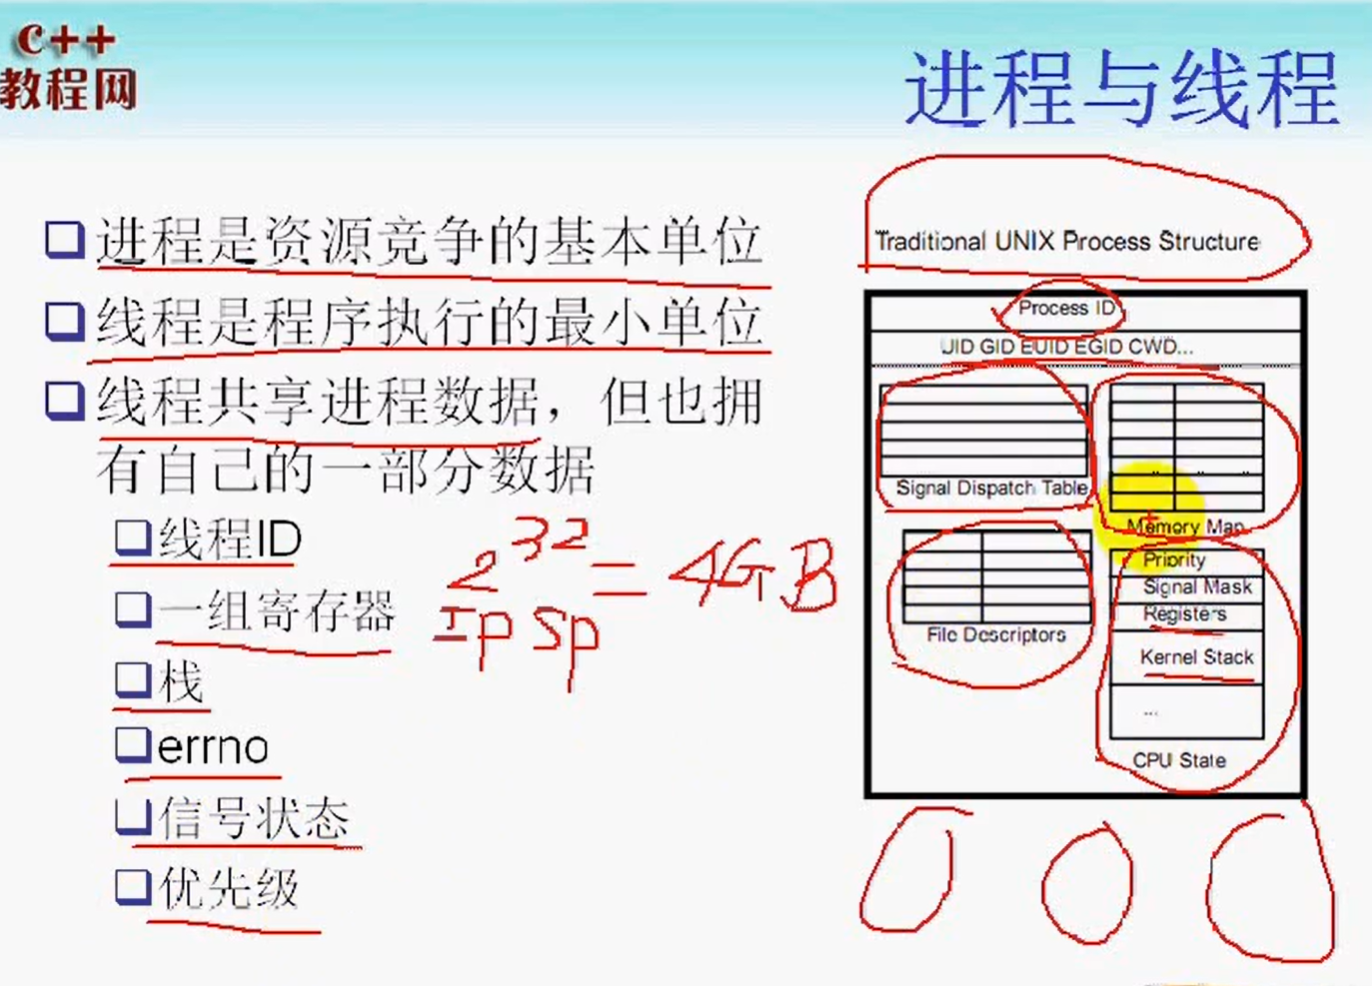 C++
教程网
进程与线程
进程是资源竞争的基本单位
线程是程序执行的最小单位
线程共享进程数据，但也拥
有自己的一部分数据
线程ID
一组寄存器
栈
errno
信号状态
优先级
2^32 = 4GB
Ip Sp
Traditional UNIX Process Structure
Process ID
UID GID EUID EGID CWD...
Signal Dispatch Table
Memory Map
File Descriptors
Priority
Signal Mask
Registers
Kernel Stack
...
CPU State